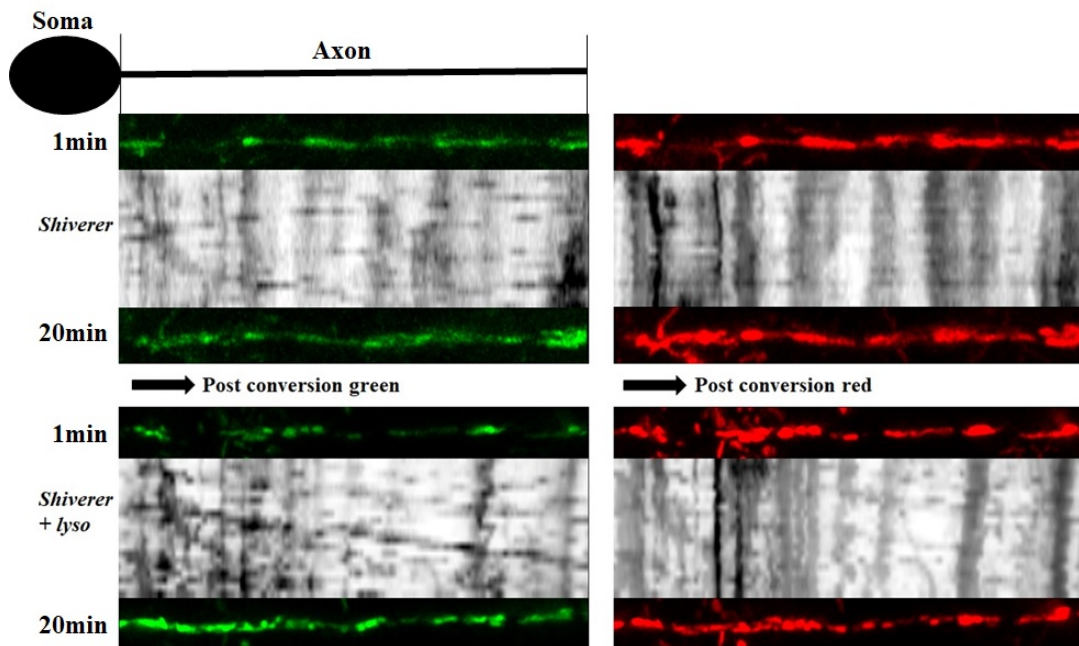 Soma
Axon
1min
Shiverer
20min
Post conversion green
Post conversion red
1min
Shiverer
+ lyso
20min